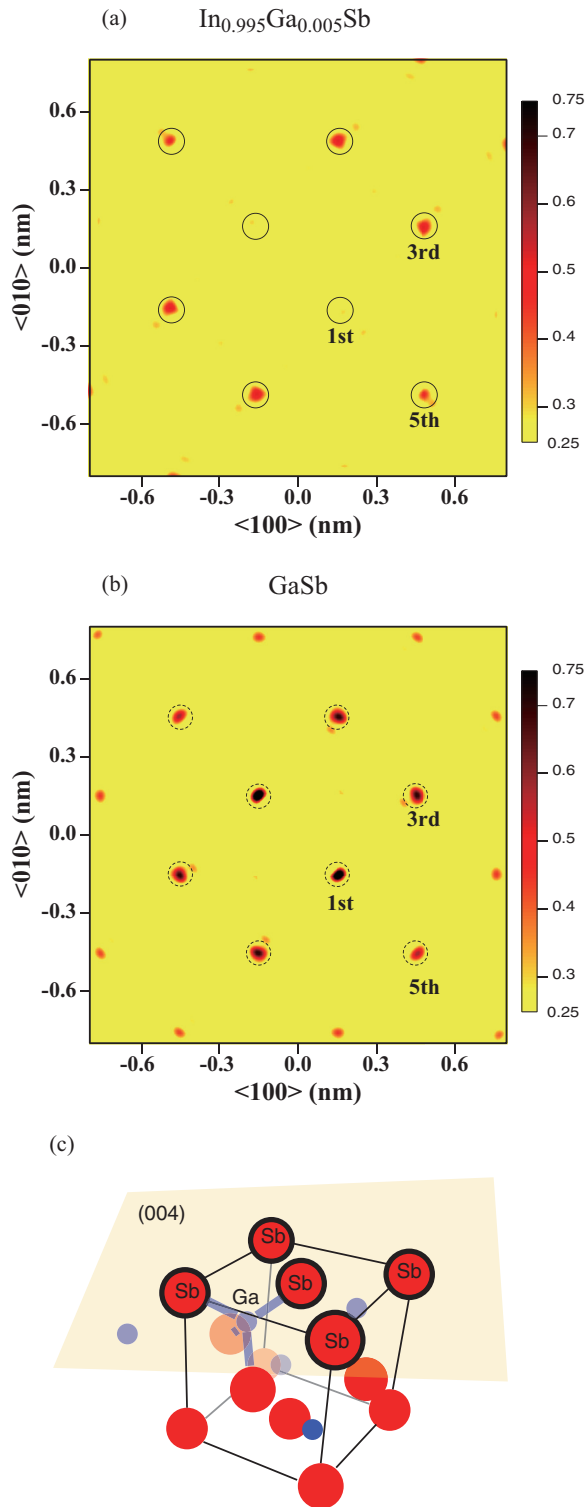 (a) In0.995Ga0.005Sb
0.6
0.3
0.0
-0.3
-0.6
<010> (nm)
3rd
1st
5th
-0.6 -0.3 0.0 0.3 0.6
<100> (nm)
0.75
0.7
0.6
0.5
0.4
0.3
0.25
(b) GaSb
0.6
0.3
0.0
-0.3
-0.6
<010> (nm)
3rd
1st
5th
-0.6 -0.3 0.0 0.3 0.6
<100> (nm)
0.75
0.7
0.6
0.5
0.4
0.3
0.25
(c)
(004)
Sb
Sb
Sb
Sb
Ga
Sb